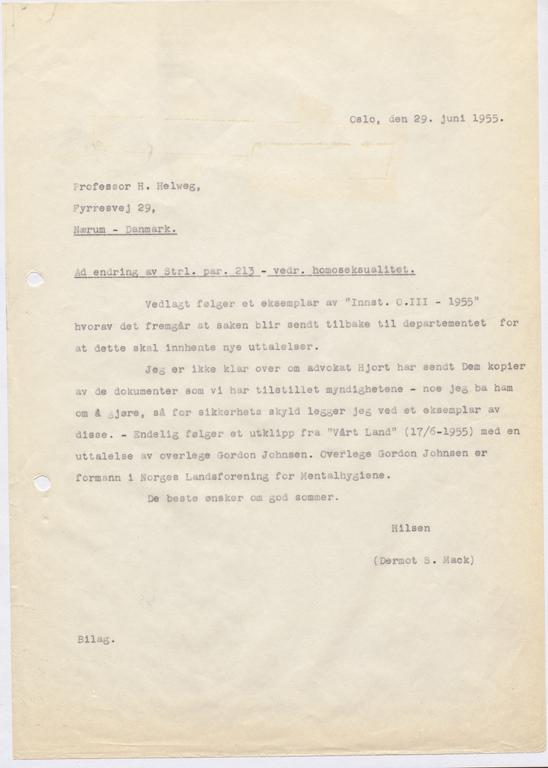 Oslo, den 29. juni 1955.
Professor H. Helweg,
Fyrresvej 29,
Nærum - Danmark.
Ad endring av Strl. par. 213 - vedr. homoseksualitet.
Vedlagt følger et eksemplar av "Innst. O.III - 1955"
hvorav det fremgår at saken blir sendt tilbake til departementet for
at dette skal innhente nye uttalelser.
Jeg er ikke klar over om advokat Hjort har sendt Dem kopier
av de dokumenter som vi har tilstillet myndighetene - noe jeg ba ham
om å gjøre, så for sikkerhets skyld legger jeg ved et eksemplar av
disse. - Endelig følger et utklipp fra "Vårt Land" (17/6-1955) med en
uttalelse av overlege Gordon Johnsen. Overlege Gordon Johnsen er
formann i Norges Landsforening for Mentalhygiene.
De beste ønsker om god sommer.
Hilsen
(Dermot S. Mack)
Bilag.